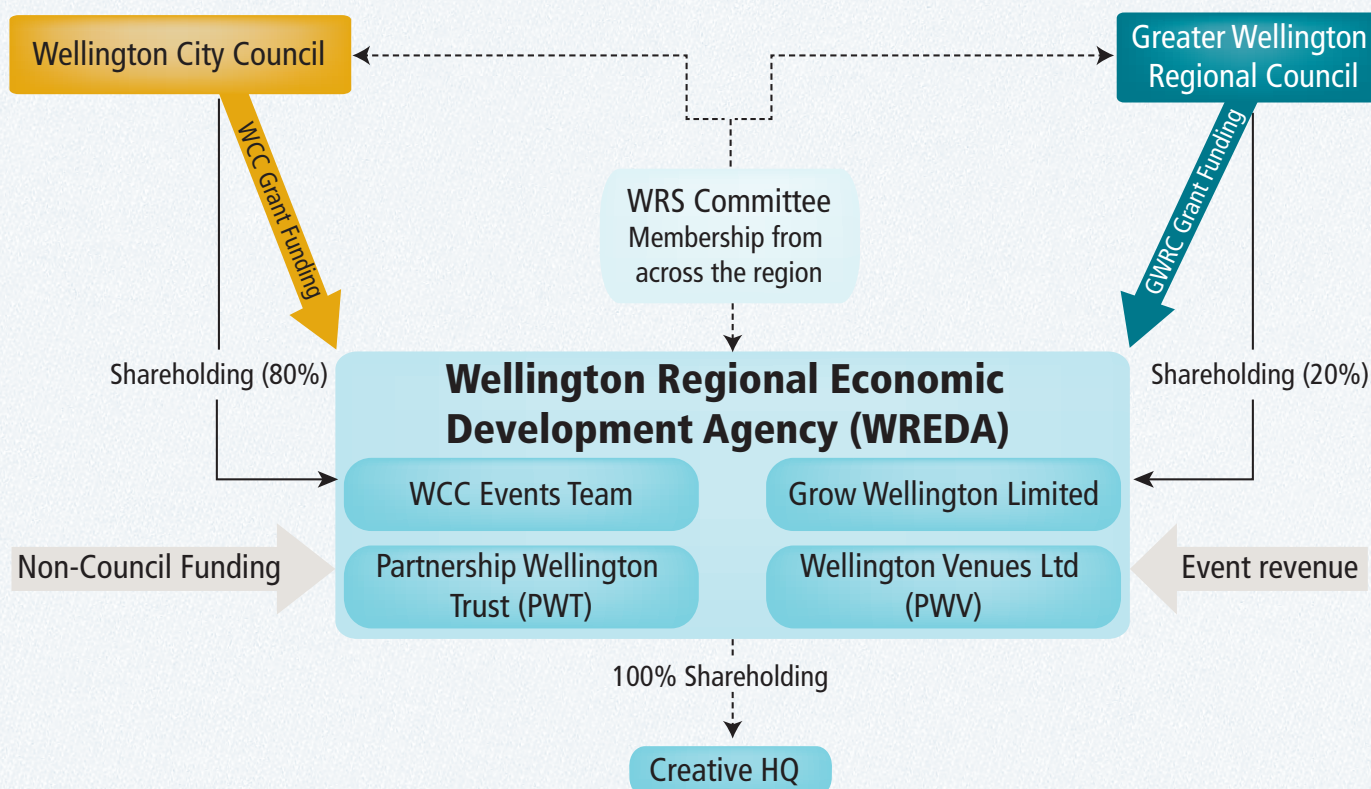 Wellington City Council
Greater Wellington
Regional Council
WCC Grant Funding
GWRC Grant Funding
WRS Committee
Membership from
across the region
Shareholding (80%)
Shareholding (20%)
Wellington Regional Economic
Development Agency (WREDA)
WCC Events Team
Grow Wellington Limited
Non-Council Funding
Partnership Wellington
Trust (PWT)
Wellington Venues Ltd
(PWV)
Event revenue
100% Shareholding
Creative HQ